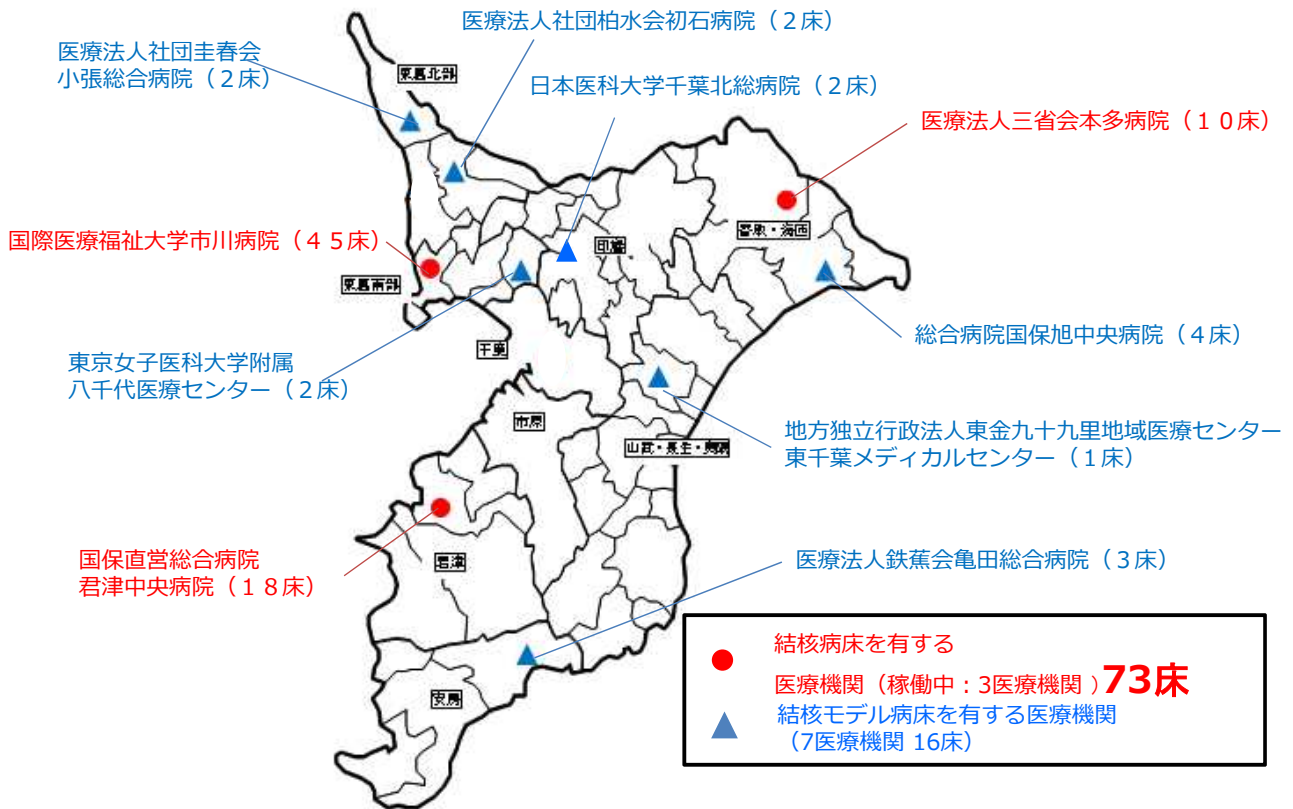 医療法人社団柏水会初石病院（２床）
医療法人社団圭春会
小張総合病院（２床）
東葛北部
日本医科大学千葉北総病院（２床）
医療法人三省会本多病院（１０床）
国際医療福祉大学市川病院（４５床）
印旛
香取・海匝
東葛南部
総合病院国保旭中央病院（４床）
千葉
東京女子医科大学附属
八千代医療センター（２床）
市原
地方独立行政法人東金九十九里地域医療センター
東千葉メディカルセンター（１床）
山武・長生・夷隅
国保直営総合病院
君津中央病院（１８床）
君津
医療法人鉄蕉会亀田総合病院（３床）
安房
結核病床を有する
医療機関（稼働中：3医療機関 ）73床
結核モデル病床を有する医療機関
（7医療機関 16床）